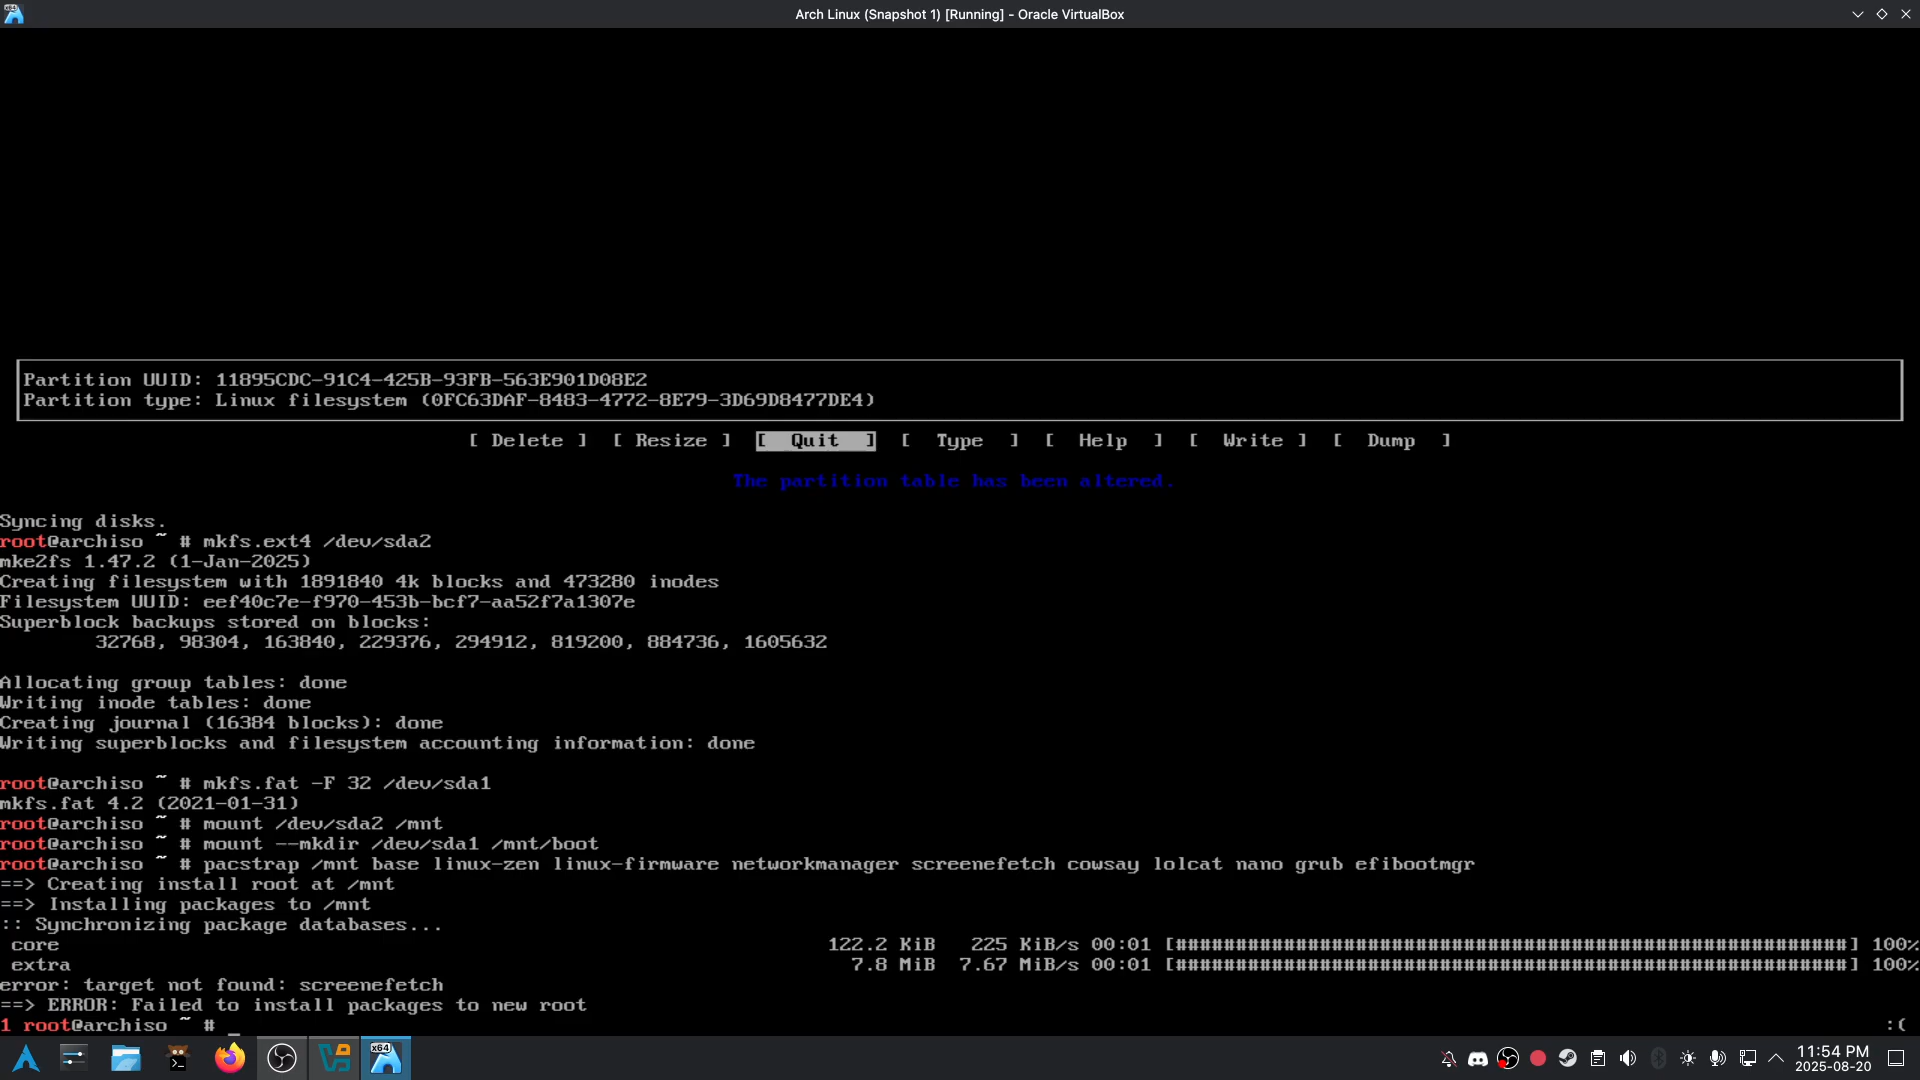 Arch Linux (Snapshot 1) [Running] - Oracle VirtualBox
Partition UUID: 11895CDC-91C4-425B-93FB-563E901D08E2
Partition type: Linux filesystem (0FC63DAF-8483-4772-8E79-3D69D8477DE4)
[ Delete ] [ Resize ] [ Quit ] [ Type ] [ Help ] [ Write ] [ Dump ]
The partition table has been altered.
Syncing disks.
root@archiso ~ # mkfs.ext4 /dev/sda2
mke2fs 1.47.2 (1-Jan-2025)
Creating filesystem with 1891840 4k blocks and 473280 inodes
Filesystem UUID: eef40c7e-f970-453b-bcf7-aa52f7a1307e
Superblock backups stored on blocks:
32768, 98304, 163840, 229376, 294912, 819200, 884736, 1605632
Allocating group tables: done
Writing inode tables: done
Creating journal (16384 blocks): done
Writing superblocks and filesystem accounting information: done
root@archiso ~ # mkfs.fat -F 32 /dev/sda1
mkfs.fat 4.2 (2021-01-31)
root@archiso ~ # mount /dev/sda2 /mnt
root@archiso ~ # mount --mkdir /dev/sda1 /mnt/boot
root@archiso ~ # pacstrap /mnt base linux-zen linux-firmware networkmanager screenefetch cowsay lolcat nano grub efibootmgr
==> Creating install root at /mnt
==> Installing packages to /mnt
:: Synchronizing package databases...
core 122.2 KiB 225 KiB/s 00:01 [########################################################] 100%
extra 7.8 MiB 7.67 MiB/s 00:01 [########################################################] 100%
error: target not found: screenefetch
==> ERROR: Failed to install packages to new root
1 root@archiso ~ # _ :(
x64
11:54 PM
2025-08-20